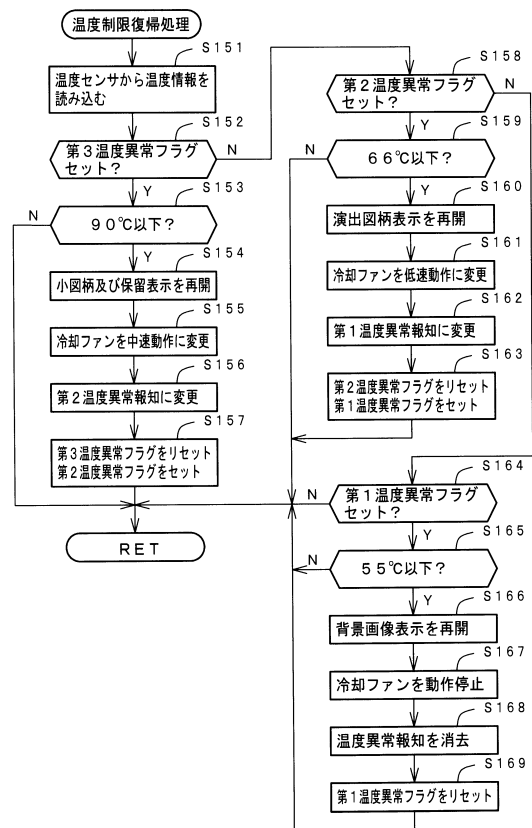 温度制限復帰処理
S151
温度センサから温度情報を
読み込む
S152
第3温度異常フラグ
セット?
N
Y
S153
90℃以下?
N
Y
S154
小図柄及び保留表示を再開
S155
冷却ファンを中速動作に変更
S156
第2温度異常報知に変更
S157
第3温度異常フラグをリセット
第2温度異常フラグをセット
RET
S158
第2温度異常フラグ
セット?
N
Y
S159
66℃以下?
N
Y
S160
演出図柄表示を再開
S161
冷却ファンを低速動作に変更
S162
第1温度異常報知に変更
S163
第2温度異常フラグをリセット
第1温度異常フラグをセット
S164
第1温度異常フラグ
セット?
N
Y
S165
55℃以下?
N
Y
S166
背景画像表示を再開
S167
冷却ファンを動作停止
S168
温度異常報知を消去
S169
第1温度異常フラグをリセット